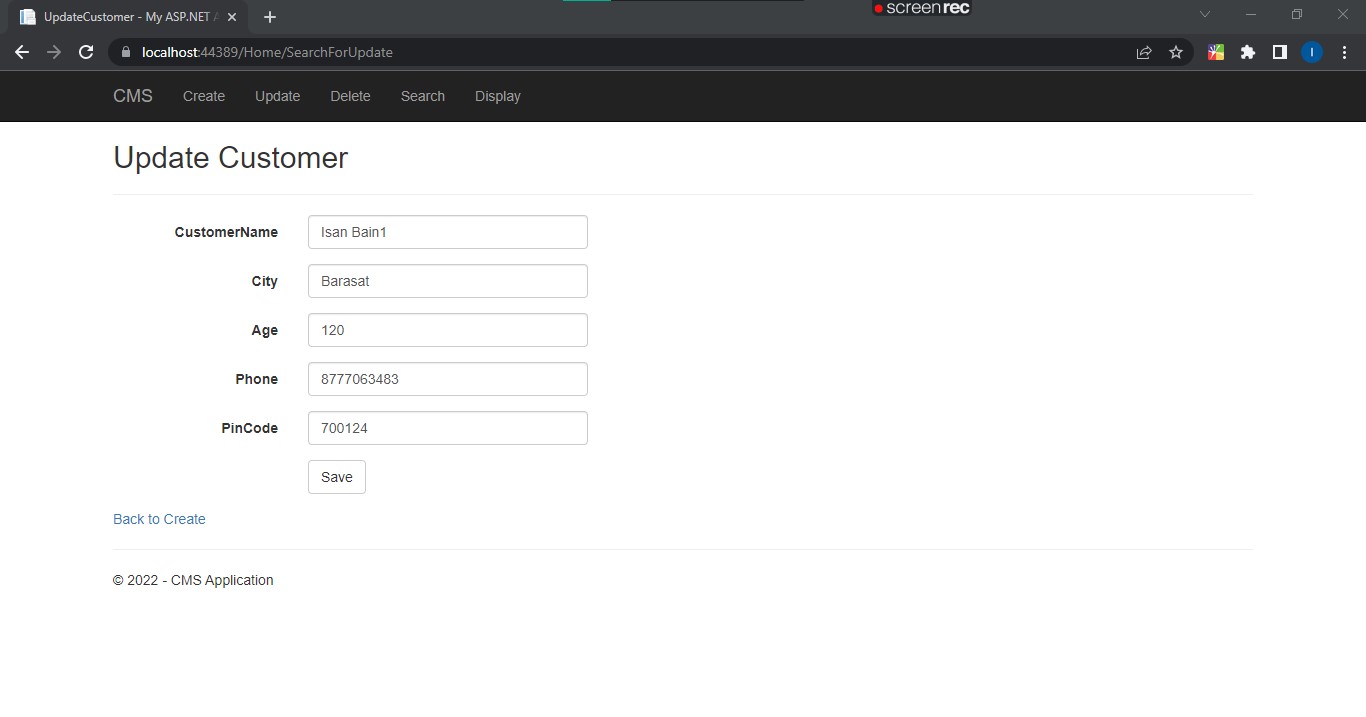 UpdateCustomer - My ASP.NET A
screenrec
localhost:44389/Home/SearchForUpdate
I
CMS Create Update Delete Search Display
Update Customer
CustomerName Isan Bain1
City Barasat
Age 120
Phone 8777063483
PinCode 700124
Save
Back to Create
© 2022 - CMS Application